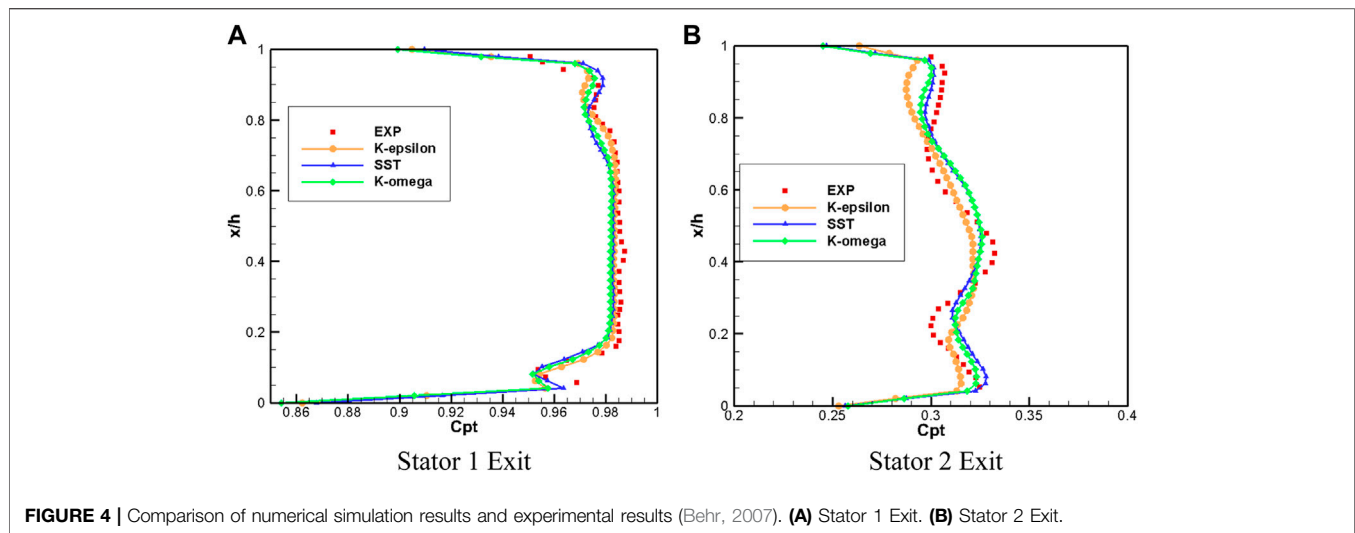 A
1
0.8
0.6
0.4
0.2
0
x/h
EXP
K-epsilon
SST
K-omega
0.86 0.88 0.9 0.92 0.94 0.96 0.98 1
Cpt
Stator 1 Exit
B
1
0.8
0.6
0.4
0.2
0
x/h
EXP
K-epsilon
SST
K-omega
0.2 0.25 0.3 0.35 0.4
Cpt
Stator 2 Exit
FIGURE 4 | Comparison of numerical simulation results and experimental results (Behr, 2007). (A) Stator 1 Exit. (B) Stator 2 Exit.